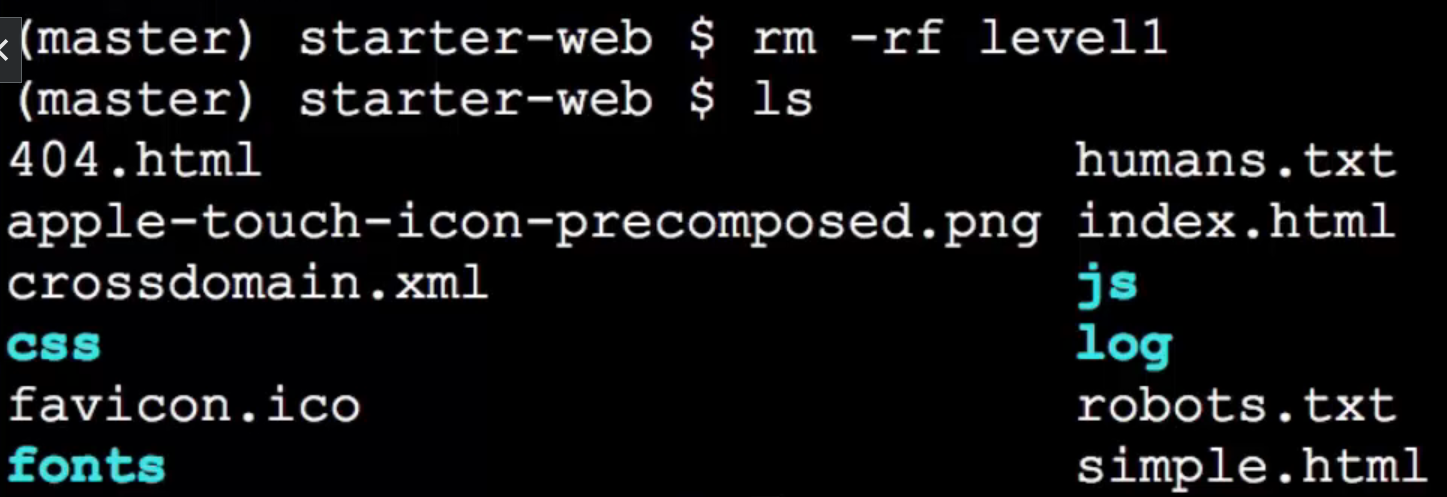 (master) starter-web $ rm -rf level1
(master) starter-web $ ls
404.html humans.txt
apple-touch-icon-precomposed.png index.html
crossdomain.xml js
css log
favicon.ico robots.txt
fonts simple.html